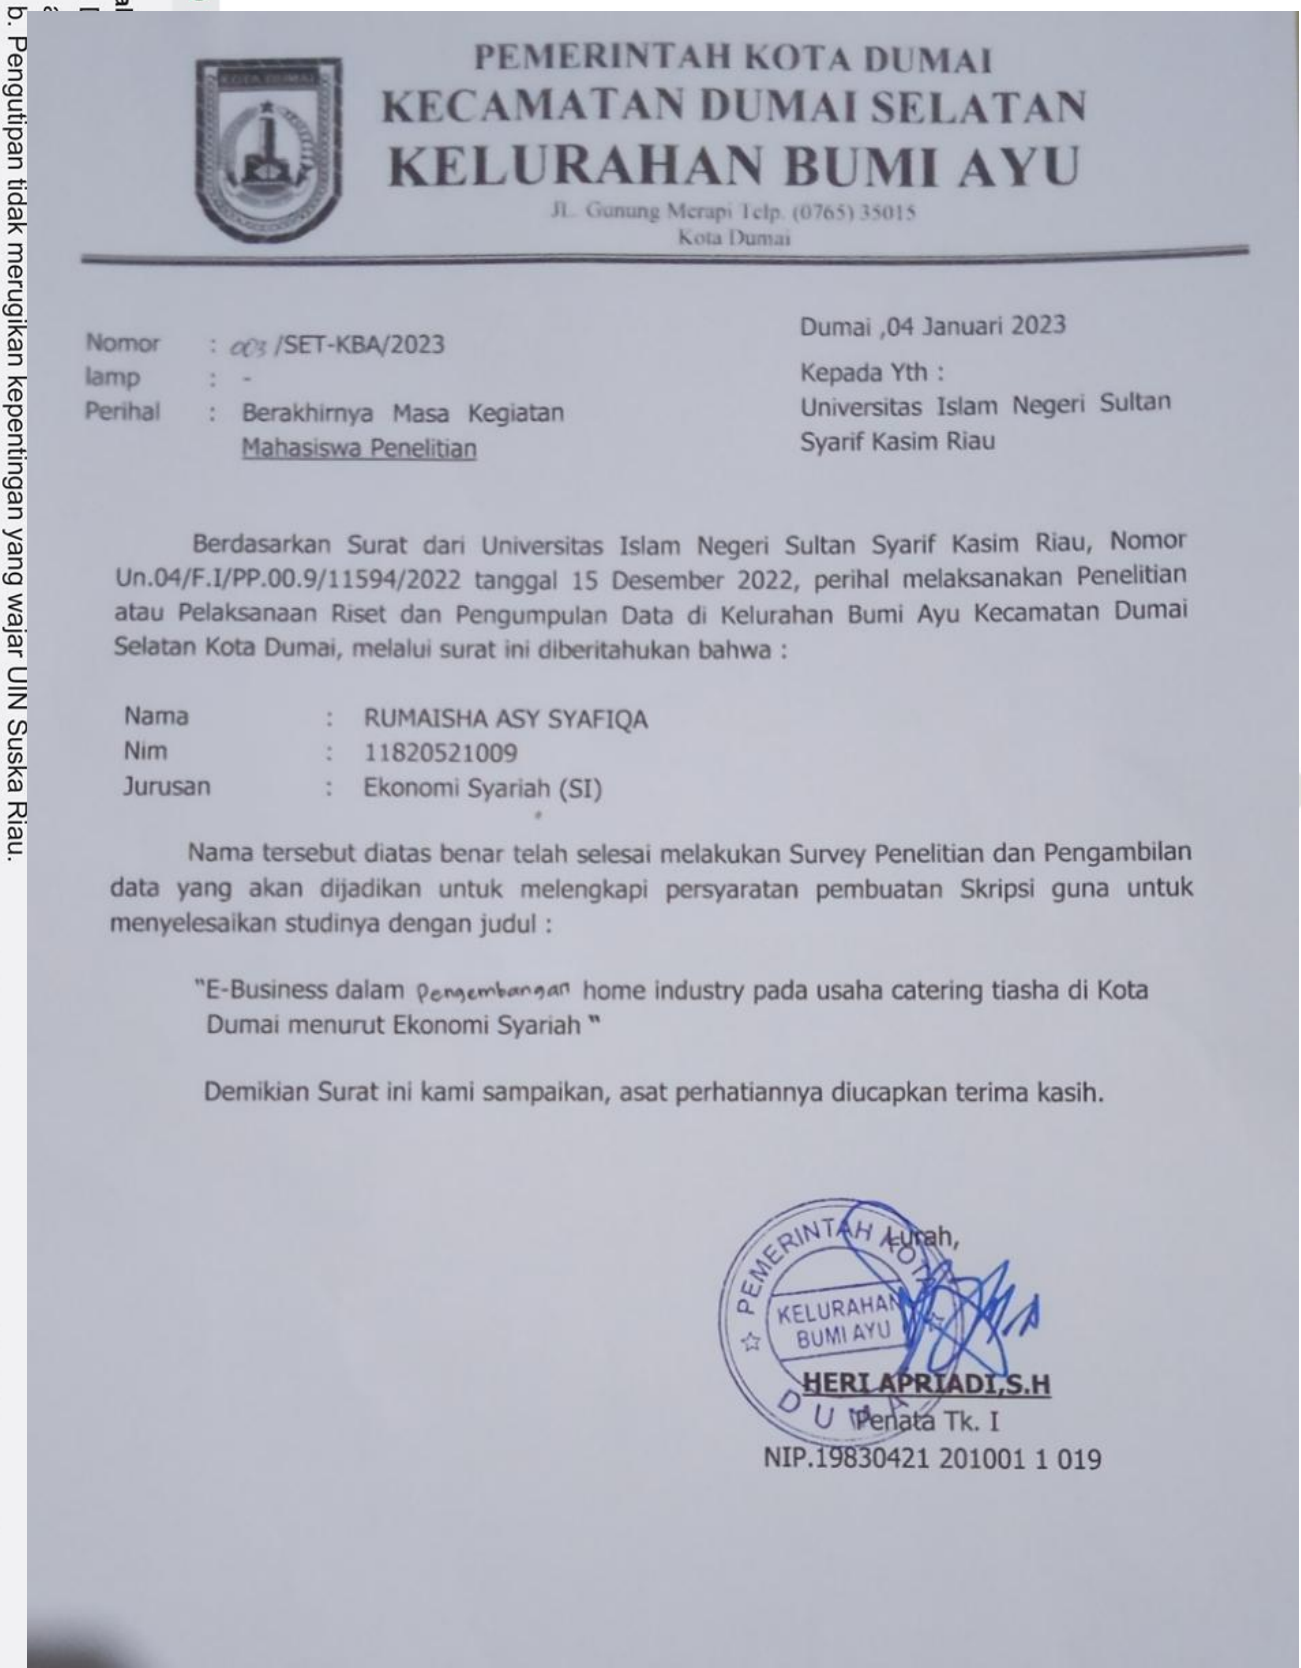 b. Pengutipan tidak merugikan kepentingan yang wajar UIN Suska Riau.
KOTA DUMAI
PEMERINTAH KOTA DUMAI
KECAMATAN DUMAI SELATAN
KELURAHAN BUMI AYU
JL. Gunung Merapi Telp. (0765) 35015
Kota Dumai
Dumai ,04 Januari 2023
Nomor : 003 /SET-KBA/2023
lamp : -
Perihal : Berakhirnya Masa Kegiatan
Mahasiswa Penelitian
Kepada Yth :
Universitas Islam Negeri Sultan
Syarif Kasim Riau
Berdasarkan Surat dari Universitas Islam Negeri Sultan Syarif Kasim Riau, Nomor
Un.04/F.I/PP.00.9/11594/2022 tanggal 15 Desember 2022, perihal melaksanakan Penelitian
atau Pelaksanaan Riset dan Pengumpulan Data di Kelurahan Bumi Ayu Kecamatan Dumai
Selatan Kota Dumai, melalui surat ini diberitahukan bahwa :
Nama : RUMAISHA ASY SYAFIQA
Nim : 11820521009
Jurusan : Ekonomi Syariah (SI)
Nama tersebut diatas benar telah selesai melakukan Survey Penelitian dan Pengambilan
data yang akan dijadikan untuk melengkapi persyaratan pembuatan Skripsi guna untuk
menyelesaikan studinya dengan judul :
"E-Business dalam Pengembangan home industry pada usaha catering tiasha di Kota
Dumai menurut Ekonomi Syariah "
Demikian Surat ini kami sampaikan, asat perhatiannya diucapkan terima kasih.
Lurah,
PEMERINTAH KOTA
KELURAHAN
BUMI AYU
DUMAI
HERI APRIADI,S.H
Penata Tk. I
NIP.19830421 201001 1 019